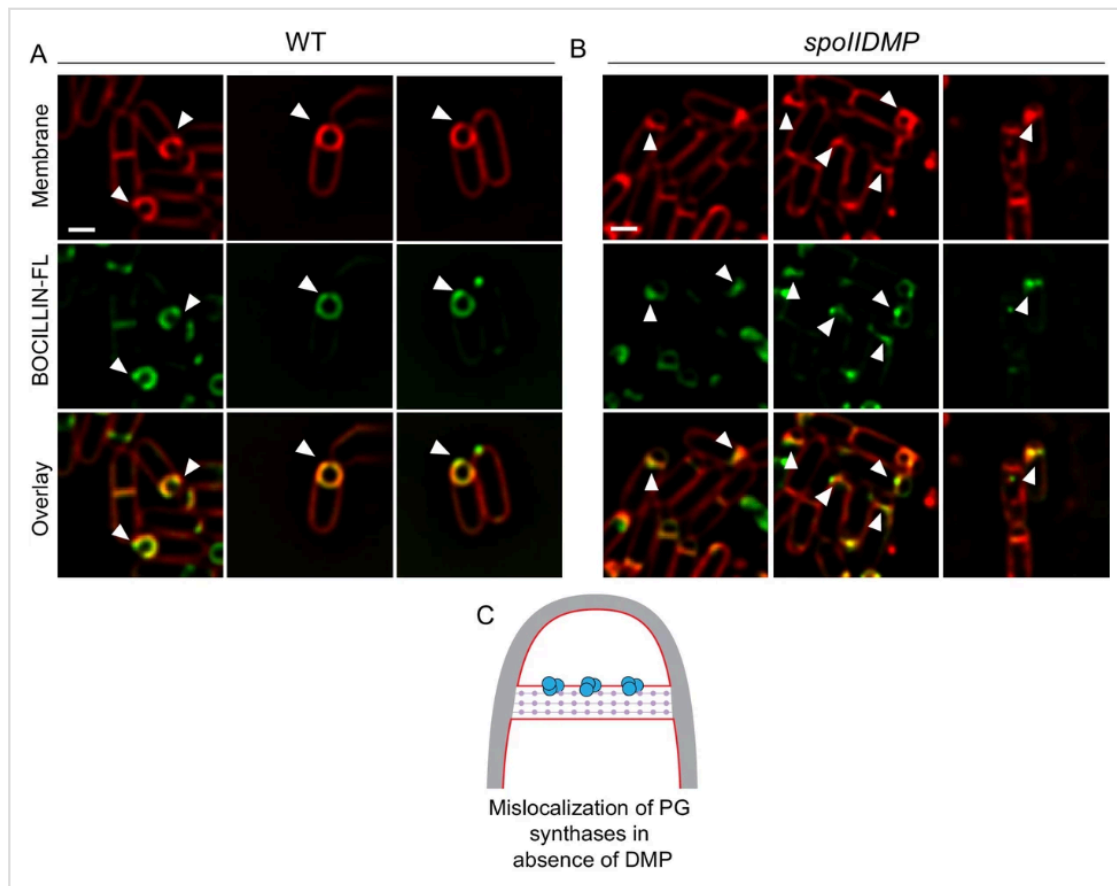 A
WT
B
spoIIDMP
Membrane
BOCILLIN-FL
Overlay
C
Mislocalization of PG
synthases in
absence of DMP